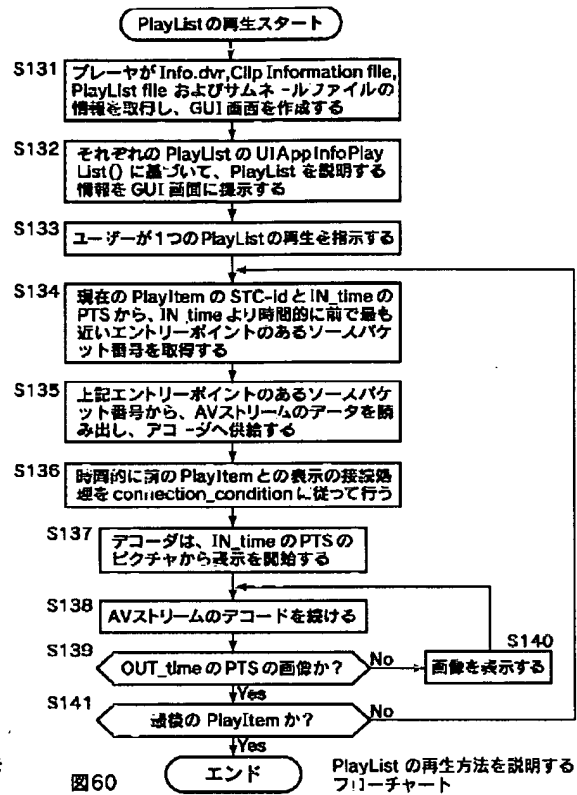 PlayListの再生スタート
S131
プレーヤがInfo.dvr,Clip Information file,
PlayList fileおよびサムネールファイルの
情報を取得し、GUI画面を作成する
S132
それぞれのPlayListのUIAppInfoPlay
List()に基づいて、PlayListを説明する
情報をGUI画面に提示する
S133
ユーザーが1つのPlayListの再生を指示する
S134
現在のPlayItemのSTC-idとIN_timeの
PTSから、IN_timeより時間的に前で最も
近いエントリーポイントのあるソースパケ
ット番号を取得する
S135
上記エントリーポイントのあるソースパケ
ット番号から、AVストリームのデータを読
み出し、デコーダへ供給する
S136
時間的に前のPlayItemとの表示の接続処
理をconnection_conditionに従って行う
S137
デコーダは、IN_timeのPTSの
ピクチャから表示を開始する
S138
AVストリームのデコードを続ける
S139
OUT_timeのPTSの画像か?
No
S140
画像を表示する
Yes
S141
最後のPlayItemか?
No
Yes
エンド
図60
PlayListの再生方法を説明する
フローチャート